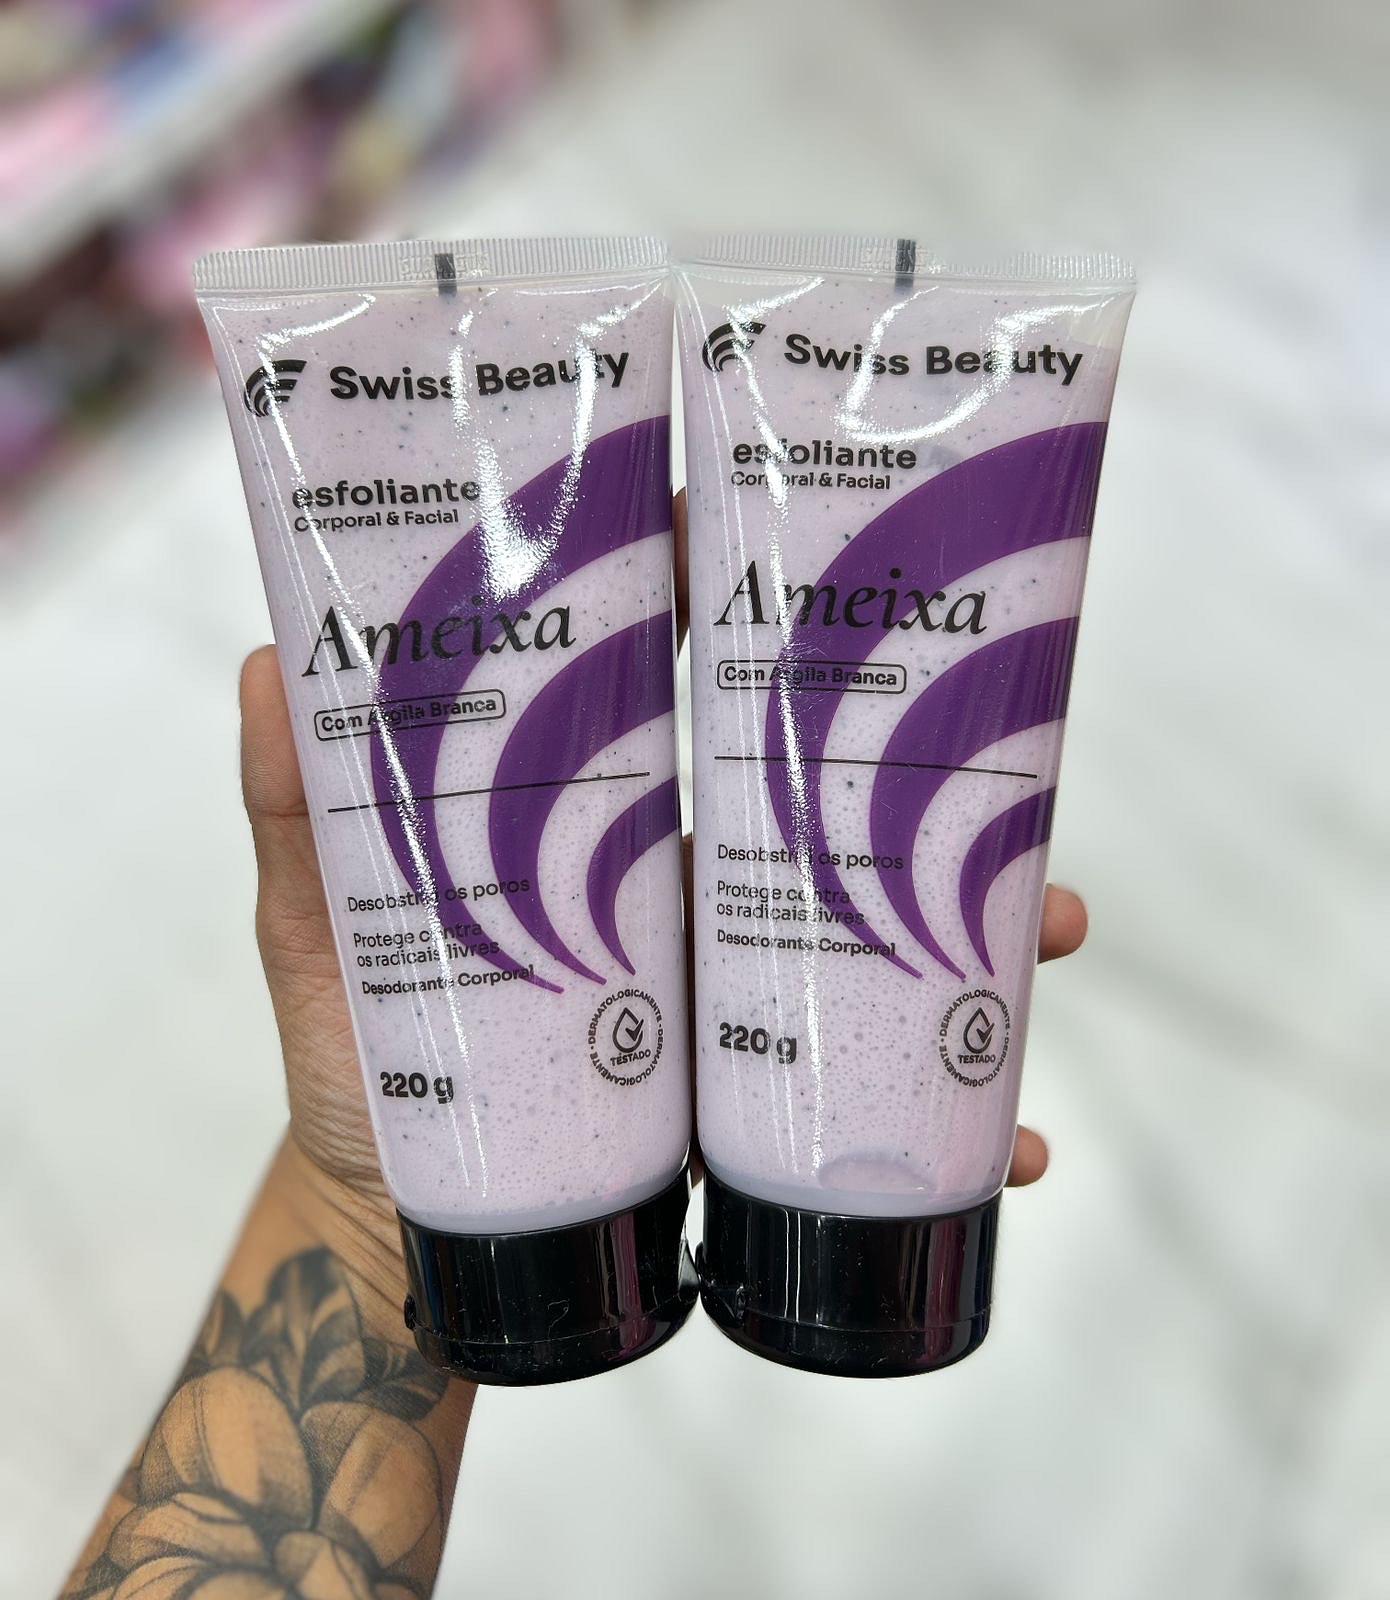 Swiss Beauty
esfoliante
Corporal & Facial
Ameixa
Com Argila Branca
Desobstrui os poros
Protege contra
os radicais livres
Desodorante Corporal
220 g
DERMATOLOGICAMENTE • DERMATOLOGICAMENTE •
TESTADO
Swiss Beauty
esfoliante
Corporal & Facial
Ameixa
Com Argila Branca
Desobstrui os poros
Protege contra
os radicais livres
Desodorante Corporal
220 g
DERMATOLOGICAMENTE • DERMATOLOGICAMENTE •
TESTADO